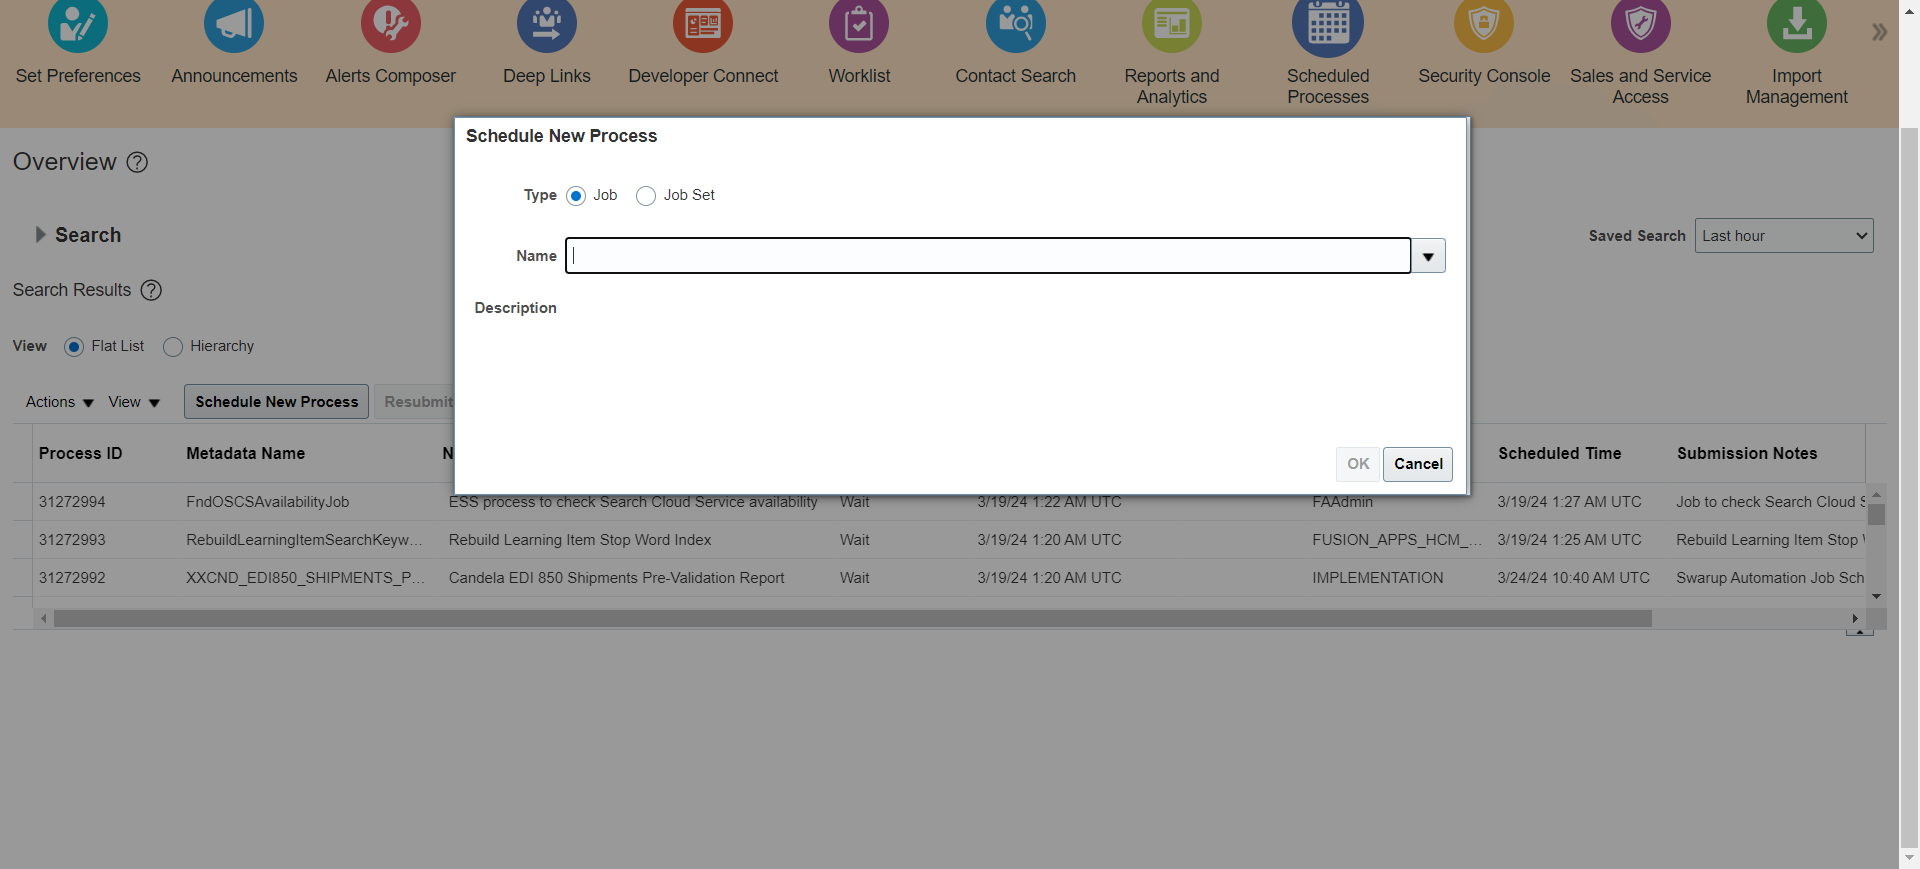 Set Preferences
Announcements
Alerts Composer
Deep Links
Developer Connect
Worklist
Contact Search
Reports and
Analytics
Scheduled
Processes
Security Console
Sales and Service
Access
Import
Management
Overview
Schedule New Process
Type Job Job Set
Name
Description
OK Cancel
Search
Saved Search Last hour
Search Results
View Flat List Hierarchy
Actions View Schedule New Process Resubmit
Process ID Metadata Name N Scheduled Time Submission Notes
31272994 FndOSCSAvailabilityJob ESS process to check Search Cloud Service availability Wait 3/19/24 1:22 AM UTC FAAdmin 3/19/24 1:27 AM UTC Job to check Search Cloud S
31272993 RebuildLearningItemSearchKeyw... Rebuild Learning Item Stop Word Index Wait 3/19/24 1:20 AM UTC FUSION_APPS_HCM_... 3/19/24 1:25 AM UTC Rebuild Learning Item Stop
31272992 XXCND_EDI850_SHIPMENTS_P... Candela EDI 850 Shipments Pre-Validation Report Wait 3/19/24 1:20 AM UTC IMPLEMENTATION 3/24/24 10:40 AM UTC Swarup Automation Job Sch